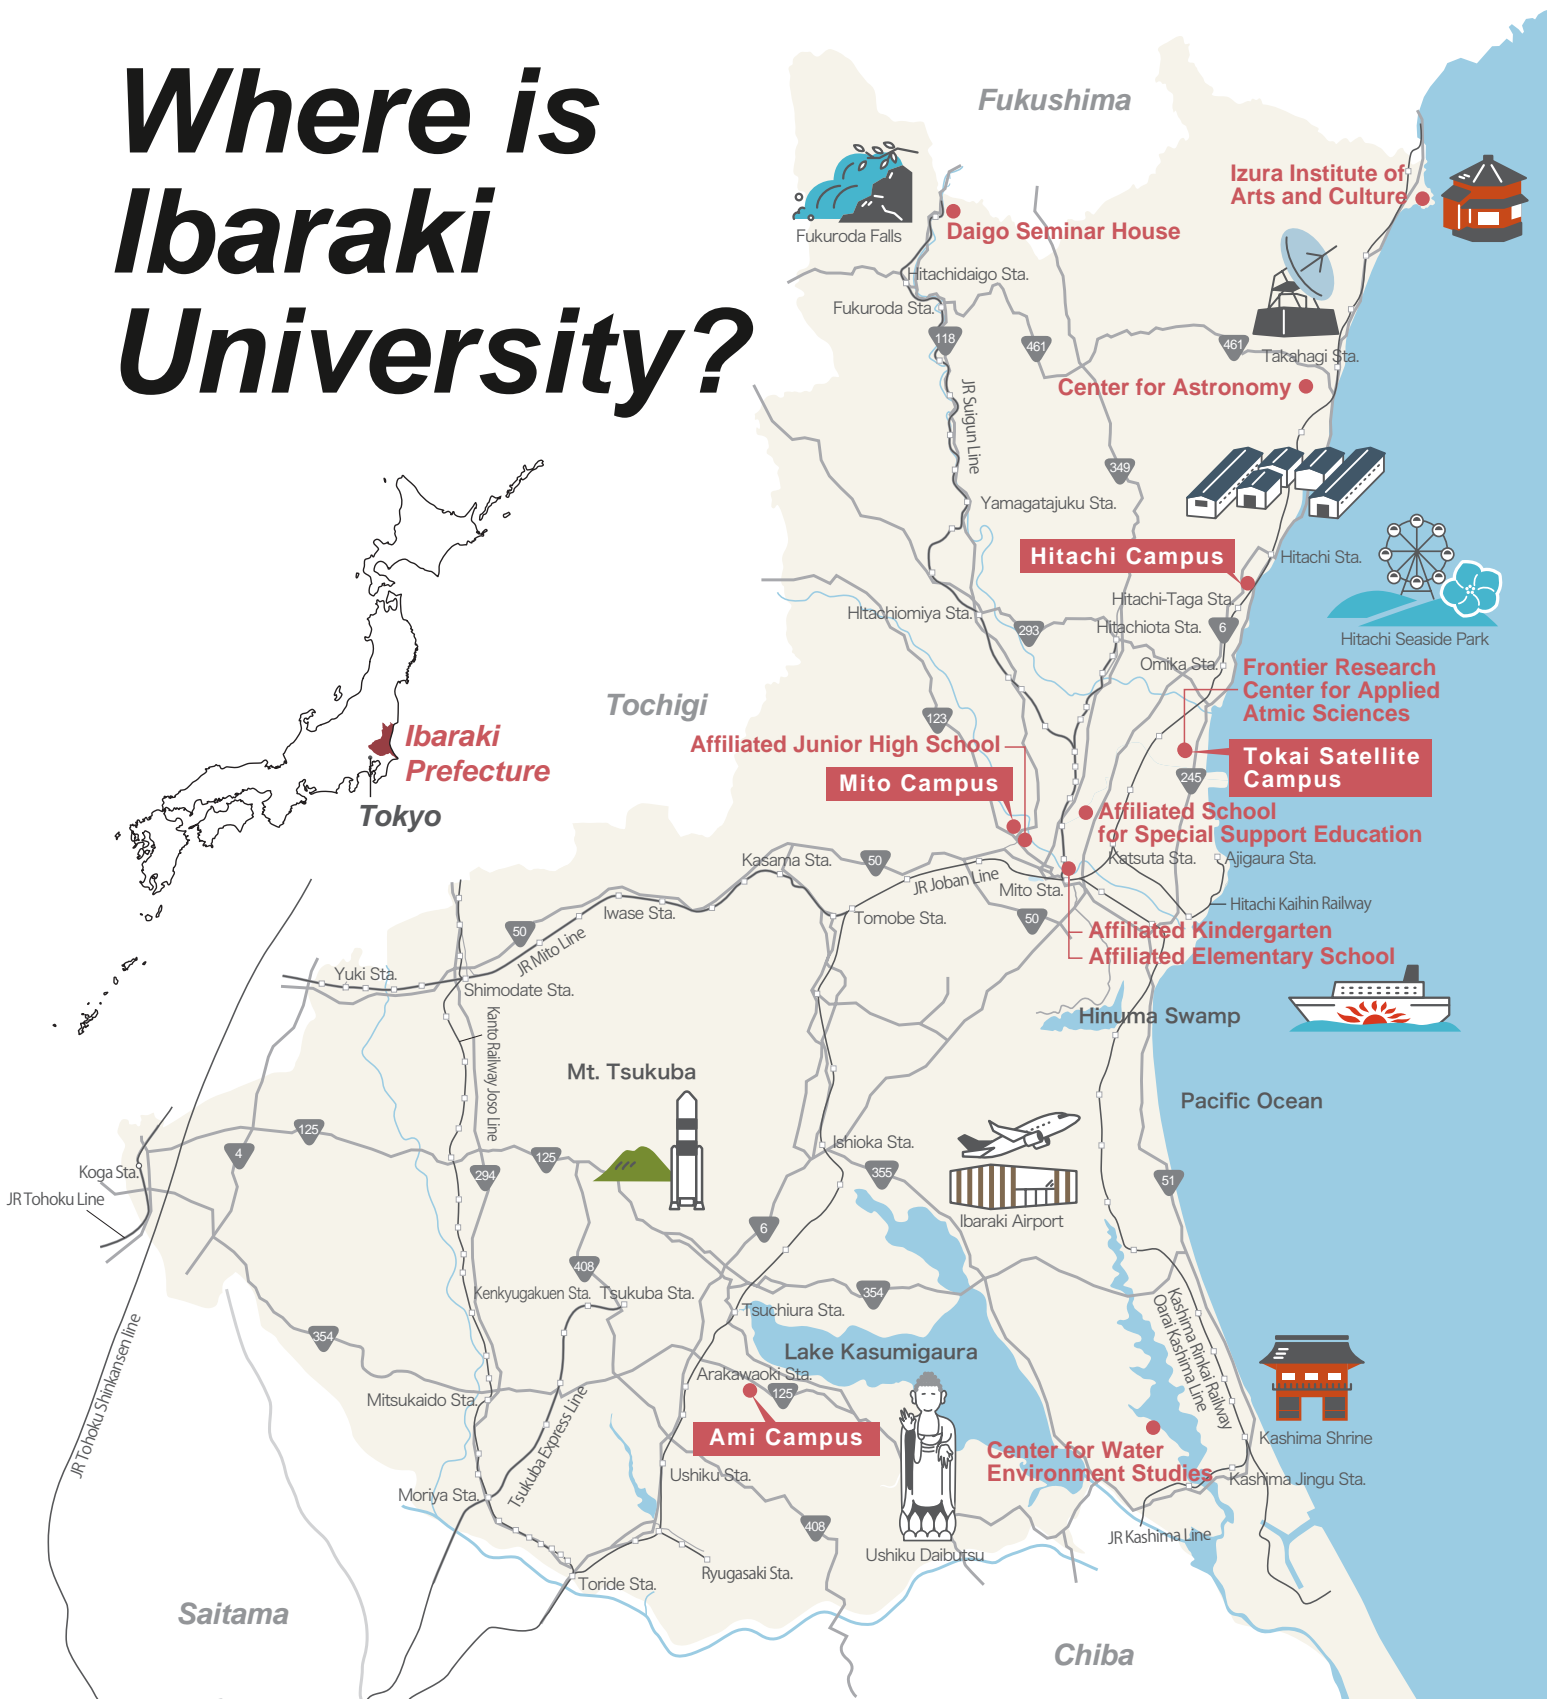 Where is
Ibaraki
University?
Fukushima
Izura Institute of
Arts and Culture
Fukuroda Falls
Daigo Seminar House
Hitachidaigo Sta.
Fukuroda Sta.
118
461
461
Takahagi Sta.
Center for Astronomy
JR Suigun Line
349
Yamagatajuku Sta.
Hitachi Campus
Hitachi Sta.
Hitachi-Taga Sta.
HItachiomiya Sta.
293
Hitachiota Sta.
6
Hitachi Seaside Park
Omika Sta.
Frontier Research
Center for Applied
Atmic Sciences
Tochigi
123
Ibaraki
Prefecture
Tokyo
Affiliated Junior High School
Mito Campus
Tokai Satellite
Campus
245
Affiliated School
for Special Support Education
Kasama Sta.
50
JR Joban Line
Mito Sta.
Katsuta Sta.
Ajigaura Sta.
Hitachi Kaihin Railway
Iwase Sta.
Tomobe Sta.
50
50
JR Mito Line
Affiliated Kindergarten
Affiliated Elementary School
Yuki Sta.
Shimodate Sta.
Kanto Railway Joso Line
Hinuma Swamp
Mt. Tsukuba
Pacific Ocean
125
4
125
294
Ishioka Sta.
355
51
Koga Sta.
JR Tohoku Line
Ibaraki Airport
6
408
Kenkyugakuen Sta.
Tsukuba Sta.
354
Tsuchiura Sta.
354
Kashima Rinkai Railway
Oarai Kashima Line
JR Tohoku Shinkansen line
Lake Kasumigaura
Arakawaoki Sta.
125
Mitsukaido Sta.
Tsukuba Express Line
Ami Campus
Kashima Shrine
Center for Water
Environment Studies
Ushiku Sta.
Kashima Jingu Sta.
Moriya Sta.
408
JR Kashima Line
Ushiku Daibutsu
Ryugasaki Sta.
Toride Sta.
Saitama
Chiba